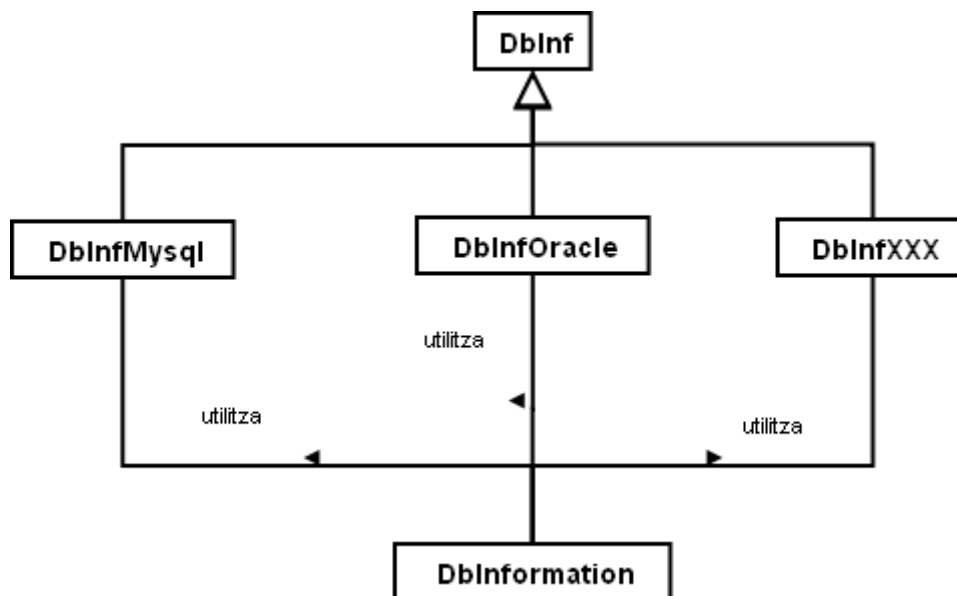 DbInf
DbInfMysql
DbInfOracle
DbInfXXX
utilitza
utilitza
utilitza
DbInformation